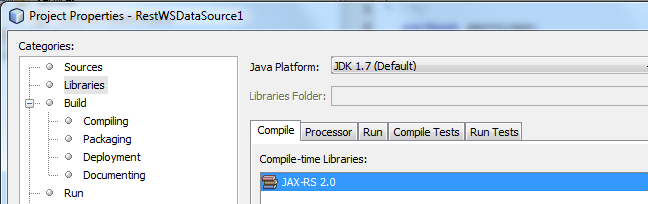 Project Properties - RestWSDataSource1
Categories:
Sources
Libraries
Build
Compiling
Packaging
Deployment
Documenting
Run
Java Platform: JDK 1.7 (Default)
Libraries Folder:
Compile Processor Run Compile Tests Run Tests
Compile-time Libraries:
JAX-RS 2.0